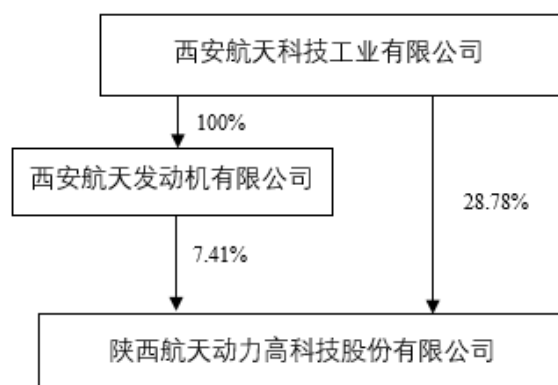 西安航天科技工业有限公司
100%
西安航天发动机有限公司
28.78%
7.41%
陕西航天动力高科技股份有限公司